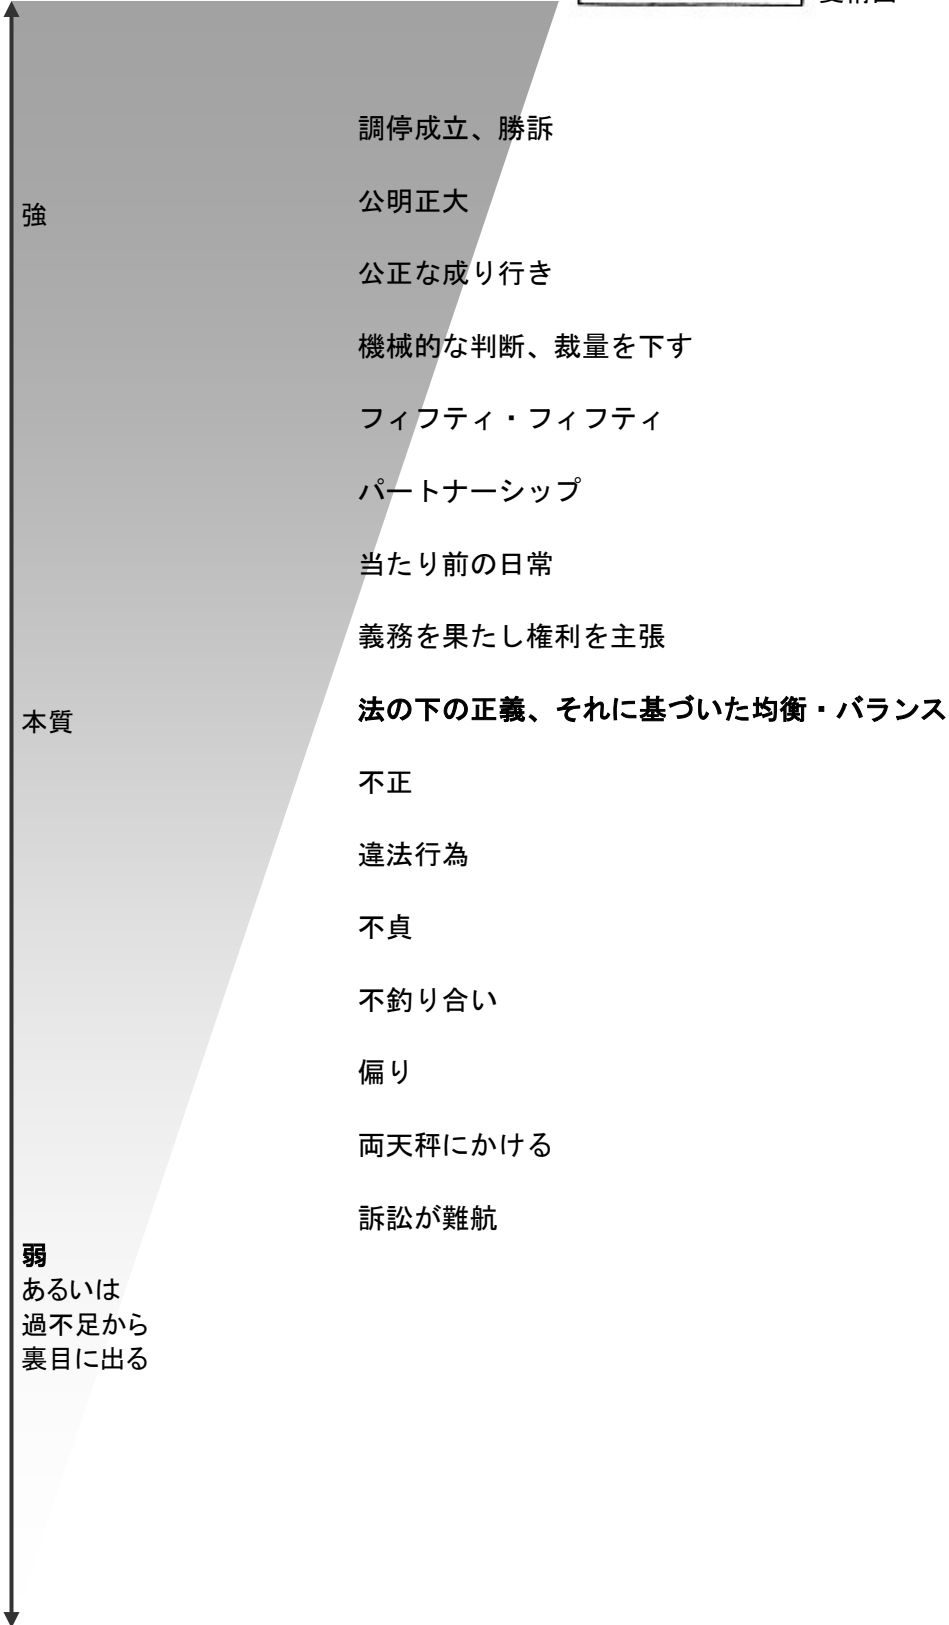 調停成立、勝訴
公明正大
強
公正な成り行き
機械的な判断、裁量を下す
フィフティ・フィフティ
パートナーシップ
当たり前の日常
義務を果たし権利を主張
法の下の正義、それに基づいた均衡・バランス
本質
不正
違法行為
不貞
不釣り合い
偏り
両天秤にかける
訴訟が難航
弱
あるいは
過不足から
裏目に出る